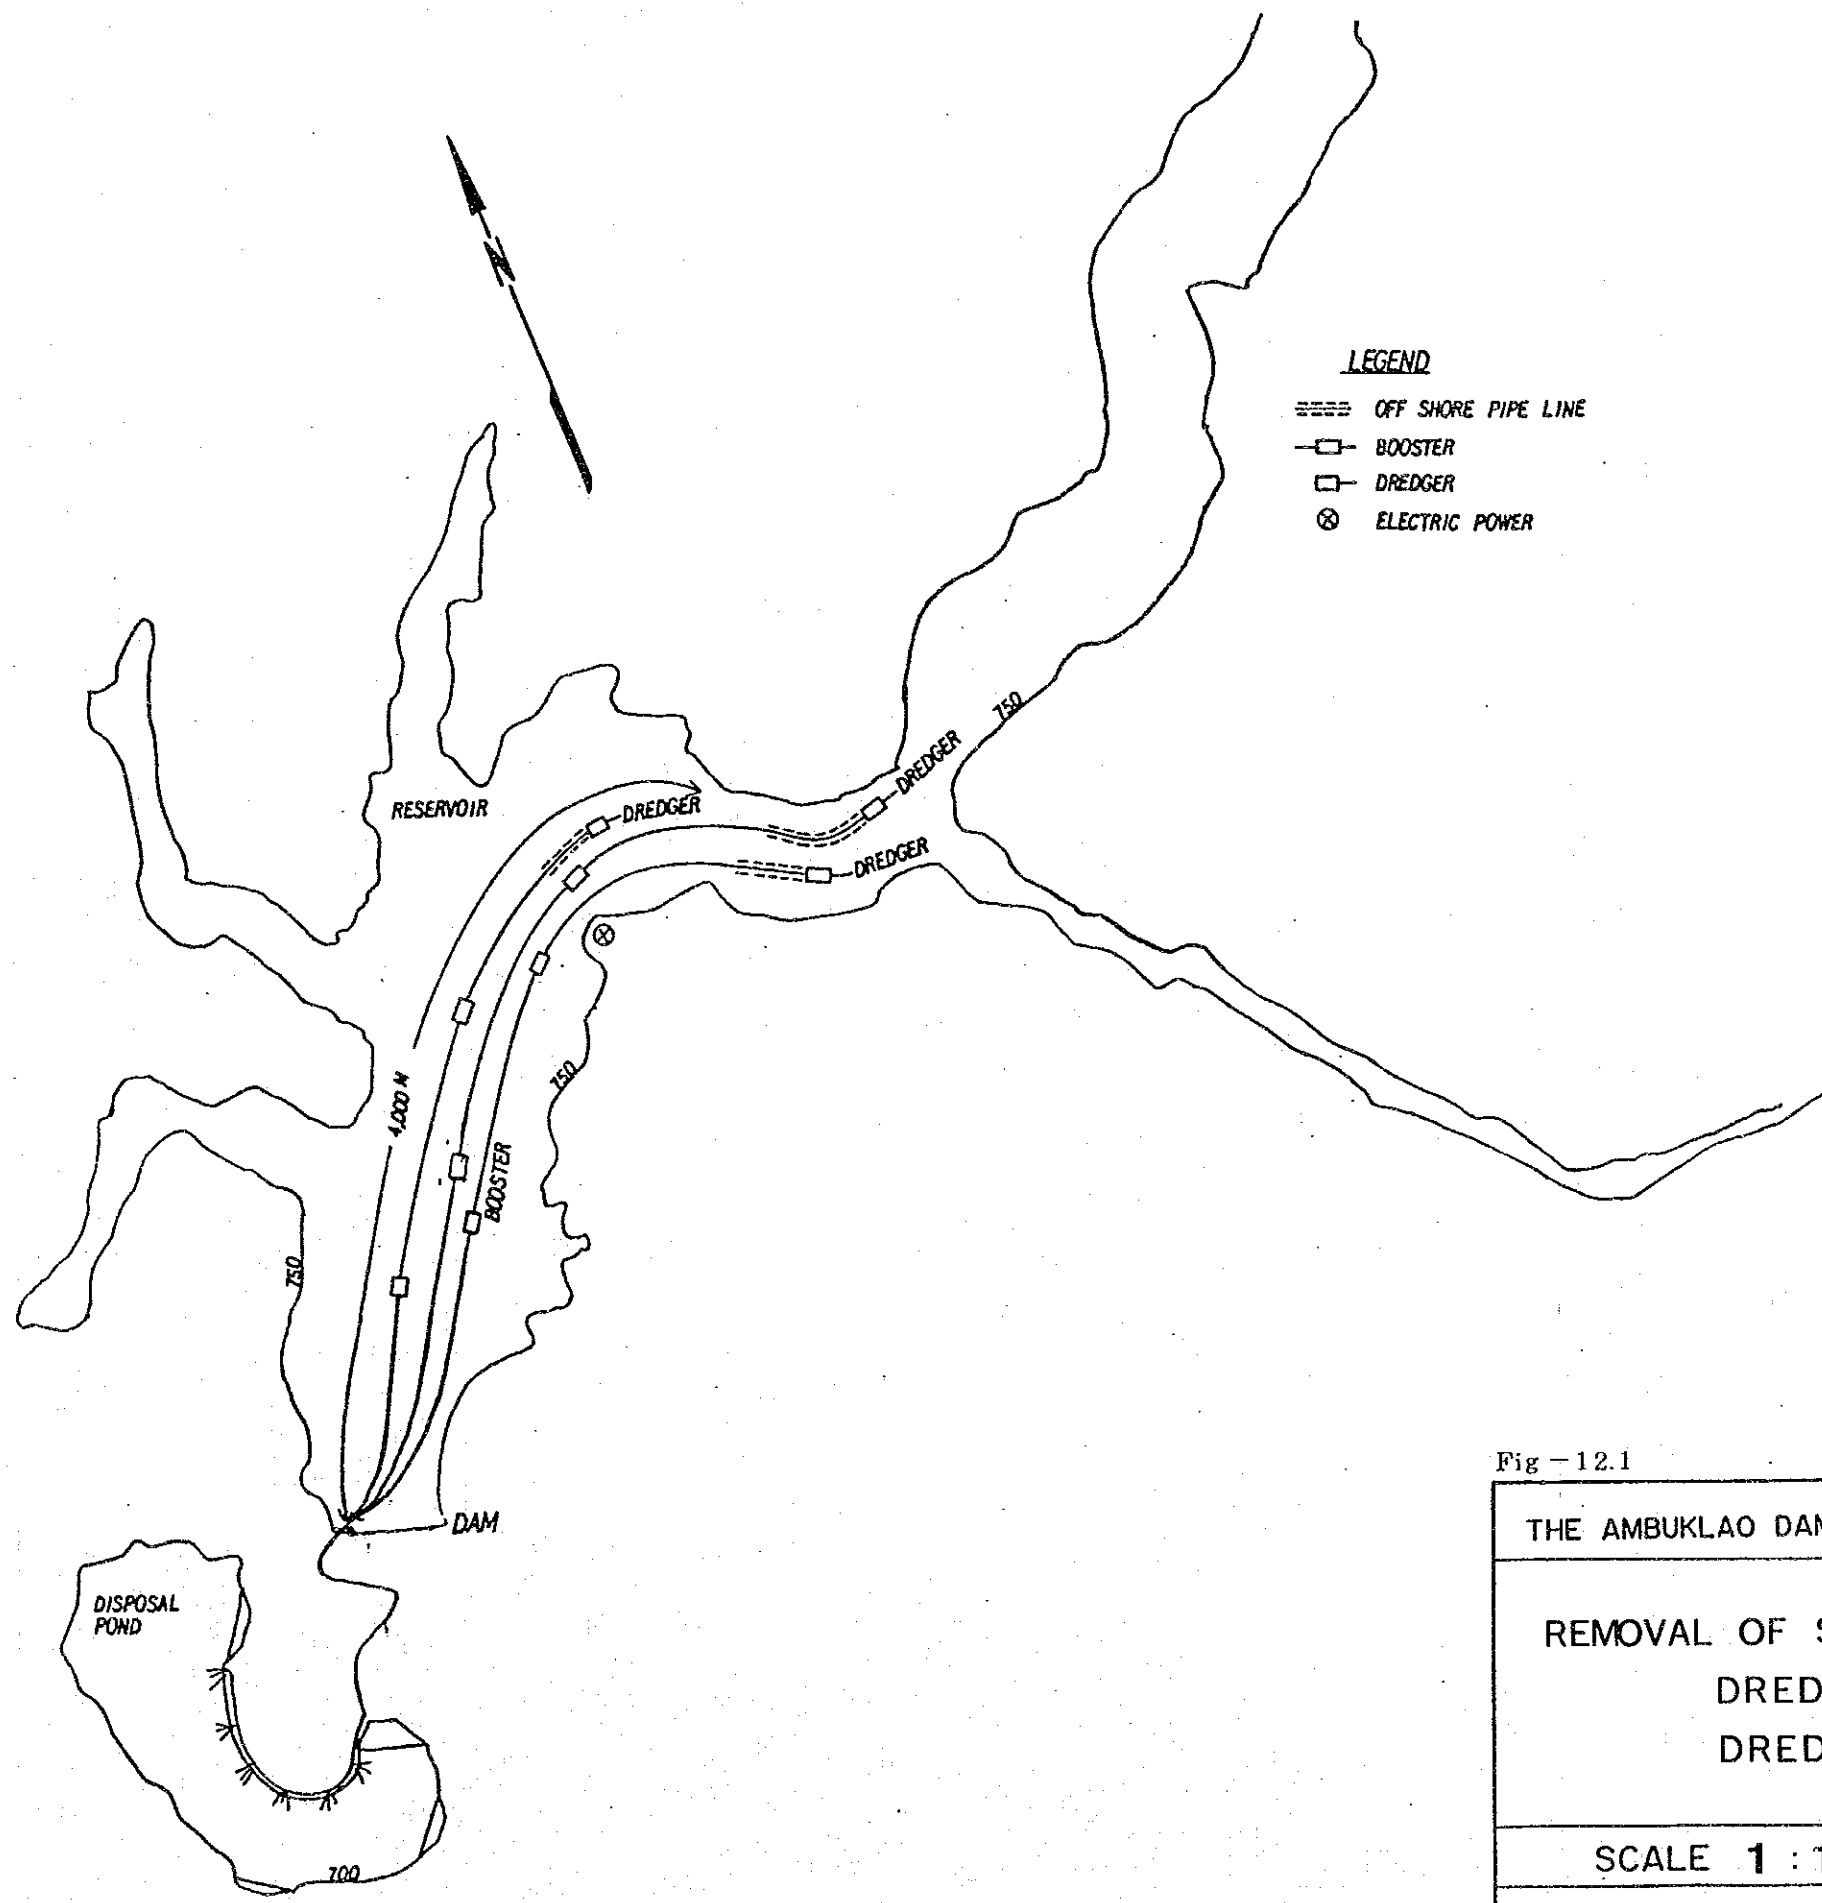 N
LEGEND
OFF SHORE PIPE LINE
BOOSTER
DREDGER
ELECTRIC POWER
750
DREDGER
RESERVOIR
DREDGER
DREDGER
750
4,000 M
BOOSTER
750
DAM
DISPOSAL
POND
700
Fig-12.1
THE AMBUKLAO DAM
REMOVAL OF S
DRED
DRED
SCALE 1 : 1